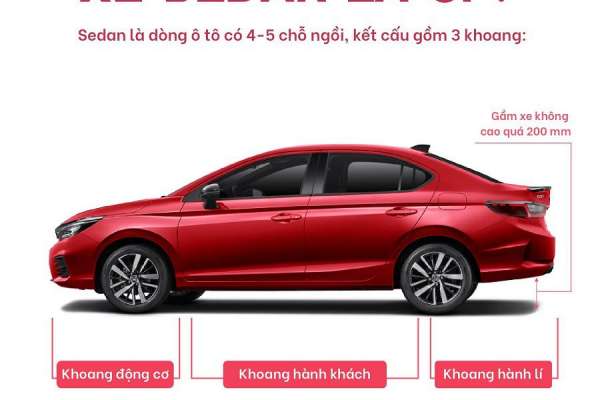 Sedan là dòng ô tô có 4-5 chỗ ngồi, kết cấu gồm 3 khoang:
Gầm xe không
cao quá 200 mm
Khoang động cơ
Khoang hành khách
Khoang hành lí